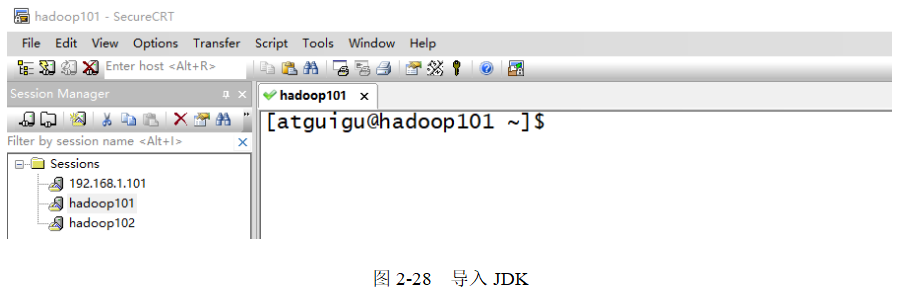 hadoop101 - SecureCRT
File Edit View Options Transfer Script Tools Window Help
Enter host <Alt+R>
Session Manager
hadoop101
[atguigu@hadoop101 ~]$
Filter by session name <Alt+I>
Sessions
192.168.1.101
hadoop101
hadoop102
图 2-28 导入 JDK